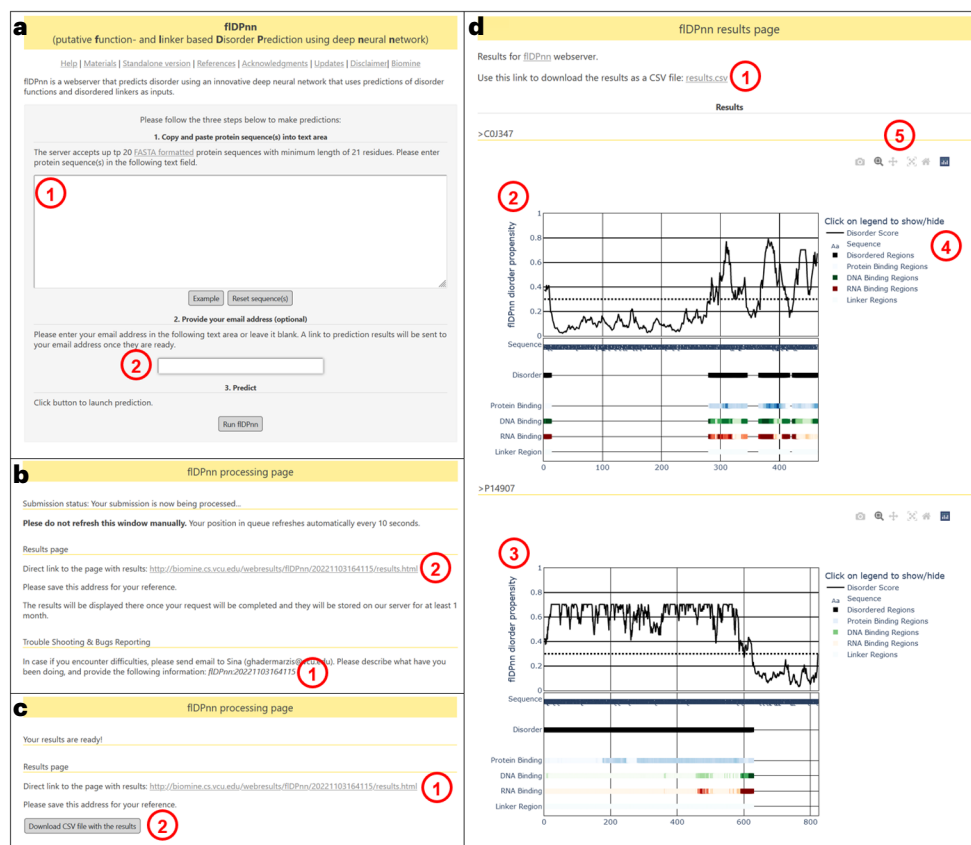 a
flDPnn
(putative function- and linker based Disorder Prediction using deep neural network)
Help | Materials | Standalone version | References | Acknowledgments | Updates | Disclaimer| Biomine
flDPnn is a webserver that predicts disorder using an innovative deep neural network that uses predictions of disorder
functions and disordered linkers as inputs.
Please follow the three steps below to make predictions:
1. Copy and paste protein sequence(s) into text area
The server accepts up to 20 FASTA formatted protein sequences with minimum length of 21 residues. Please enter
protein sequence(s) in the following text field.
1
Example Reset sequence(s)
2. Provide your email address (optional)
Please enter your email address in the following text area or leave it blank. A link to prediction results will be sent to
your email address once they are ready.
2
3. Predict
Click button to launch prediction.
Run flDPnn
b
flDPnn processing page
Submission status: Your submission is now being processed...
Plese do not refresh this window manually. Your position in queue refreshes automatically every 10 seconds.
Results page
Direct link to the page with results: http://biomine.cs.vcu.edu/webresults/flDPnn/20221103164115/results.html 2
Please save this address for your reference.
The results will be displayed there once your request will be completed and they will be stored on our server for at least 1
month.
Trouble Shooting & Bugs Reporting
In case if you encounter difficulties, please send email to Sina (ghadermarzis@vcu.edu). Please describe what have you
been doing, and provide the following information: flDPnn:20221103164115 1
c
flDPnn processing page
Your results are ready!
Results page
Direct link to the page with results: http://biomine.cs.vcu.edu/webresults/flDPnn/20221103164115/results.html 1
Please save this address for your reference.
Download CSV file with the results 2
d
flDPnn results page
Results for flDPnn webserver.
Use this link to download the results as a CSV file: results.csv 1
Results
>C0J347
5
2
1
0.8
0.6
0.4
0.2
0
flDPnn diorder propensity
Click on legend to show/hide
Disorder Score
Aa Sequence
Disordered Regions
Protein Binding Regions
DNA Binding Regions
RNA Binding Regions
Linker Regions
4
Sequence
Disorder
Protein Binding
DNA Binding
RNA Binding
Linker Region
0 100 200 300 400
>P14907
3
1
0.8
0.6
0.4
0.2
0
flDPnn diorder propensity
Click on legend to show/hide
Disorder Score
Aa Sequence
Disordered Regions
Protein Binding Regions
DNA Binding Regions
RNA Binding Regions
Linker Regions
Sequence
Disorder
Protein Binding
DNA Binding
RNA Binding
Linker Region
0 200 400 600 800